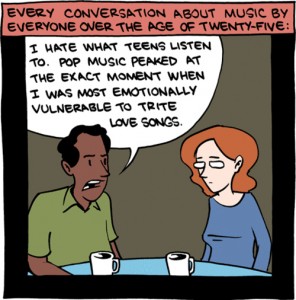 EVERY CONVERSATION ABOUT MUSIC BY
EVERYONE OVER THE AGE OF TWENTY-FIVE:
I HATE WHAT TEENS LISTEN
TO. POP MUSIC PEAKED AT
THE EXACT MOMENT WHEN
I WAS MOST EMOTIONALLY
VULNERABLE TO TRITE
LOVE SONGS.